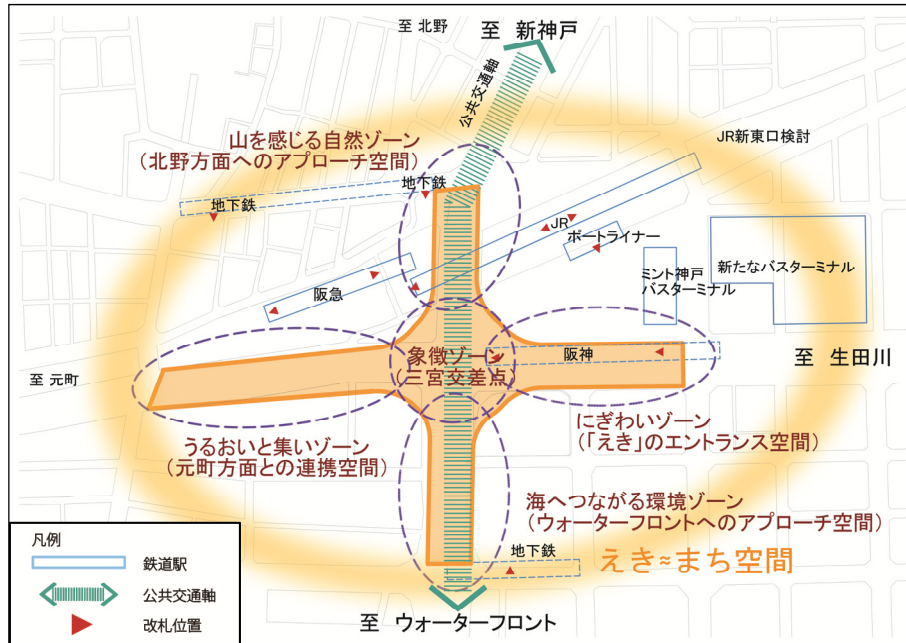 至 北野
至 新神戸
公共交通軸
JR新東口検討
山を感じる自然ゾーン
（北野方面へのアプローチ空間）
地下鉄
地下鉄
JR
ポートライナー
阪急
ミント神戸
バスターミナル
新たなバスターミナル
象徴ゾーン
（三宮交差点）
阪神
至 生田川
至 元町
うるおいと集いゾーン
（元町方面との連携空間）
にぎわいゾーン
（「えき」のエントランス空間）
海へつながる環境ゾーン
（ウォーターフロントへのアプローチ空間）
地下鉄
えき≈まち空間
至 ウォーターフロント
凡例
鉄道駅
公共交通軸
改札位置